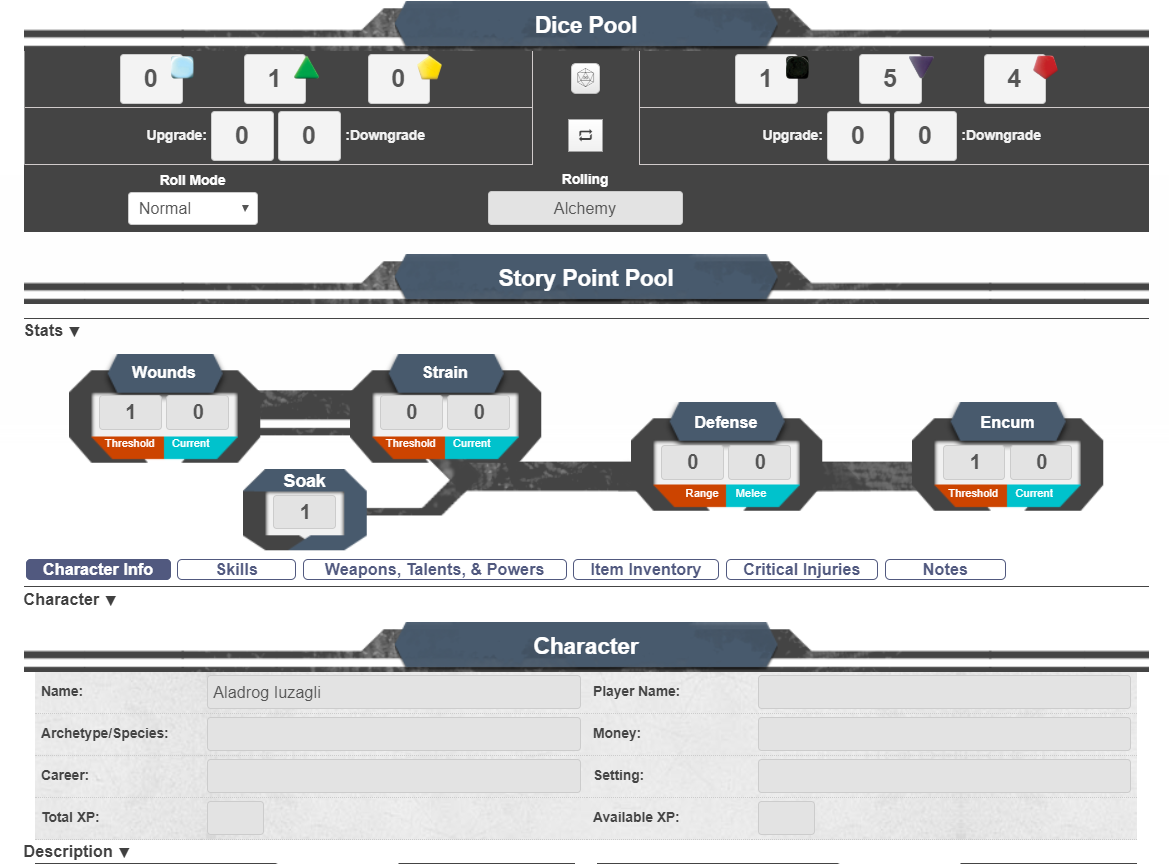 Dice Pool
0 1 0 1 5 4
Upgrade: 0 0 :Downgrade Upgrade: 0 0 :Downgrade
Roll Mode Rolling
Normal Alchemy
Story Point Pool
Stats ▼
Wounds Strain
1 0 0 0
Threshold Current Threshold Current
Defense Encum
0 0 1 0
Range Melee Threshold Current
Soak
1
Character Info Skills Weapons, Talents, & Powers Item Inventory Critical Injuries Notes
Character ▼
Character
Name: Aladrog Iuzagli Player Name:
Archetype/Species: Money:
Career: Setting:
Total XP: Available XP:
Description ▼